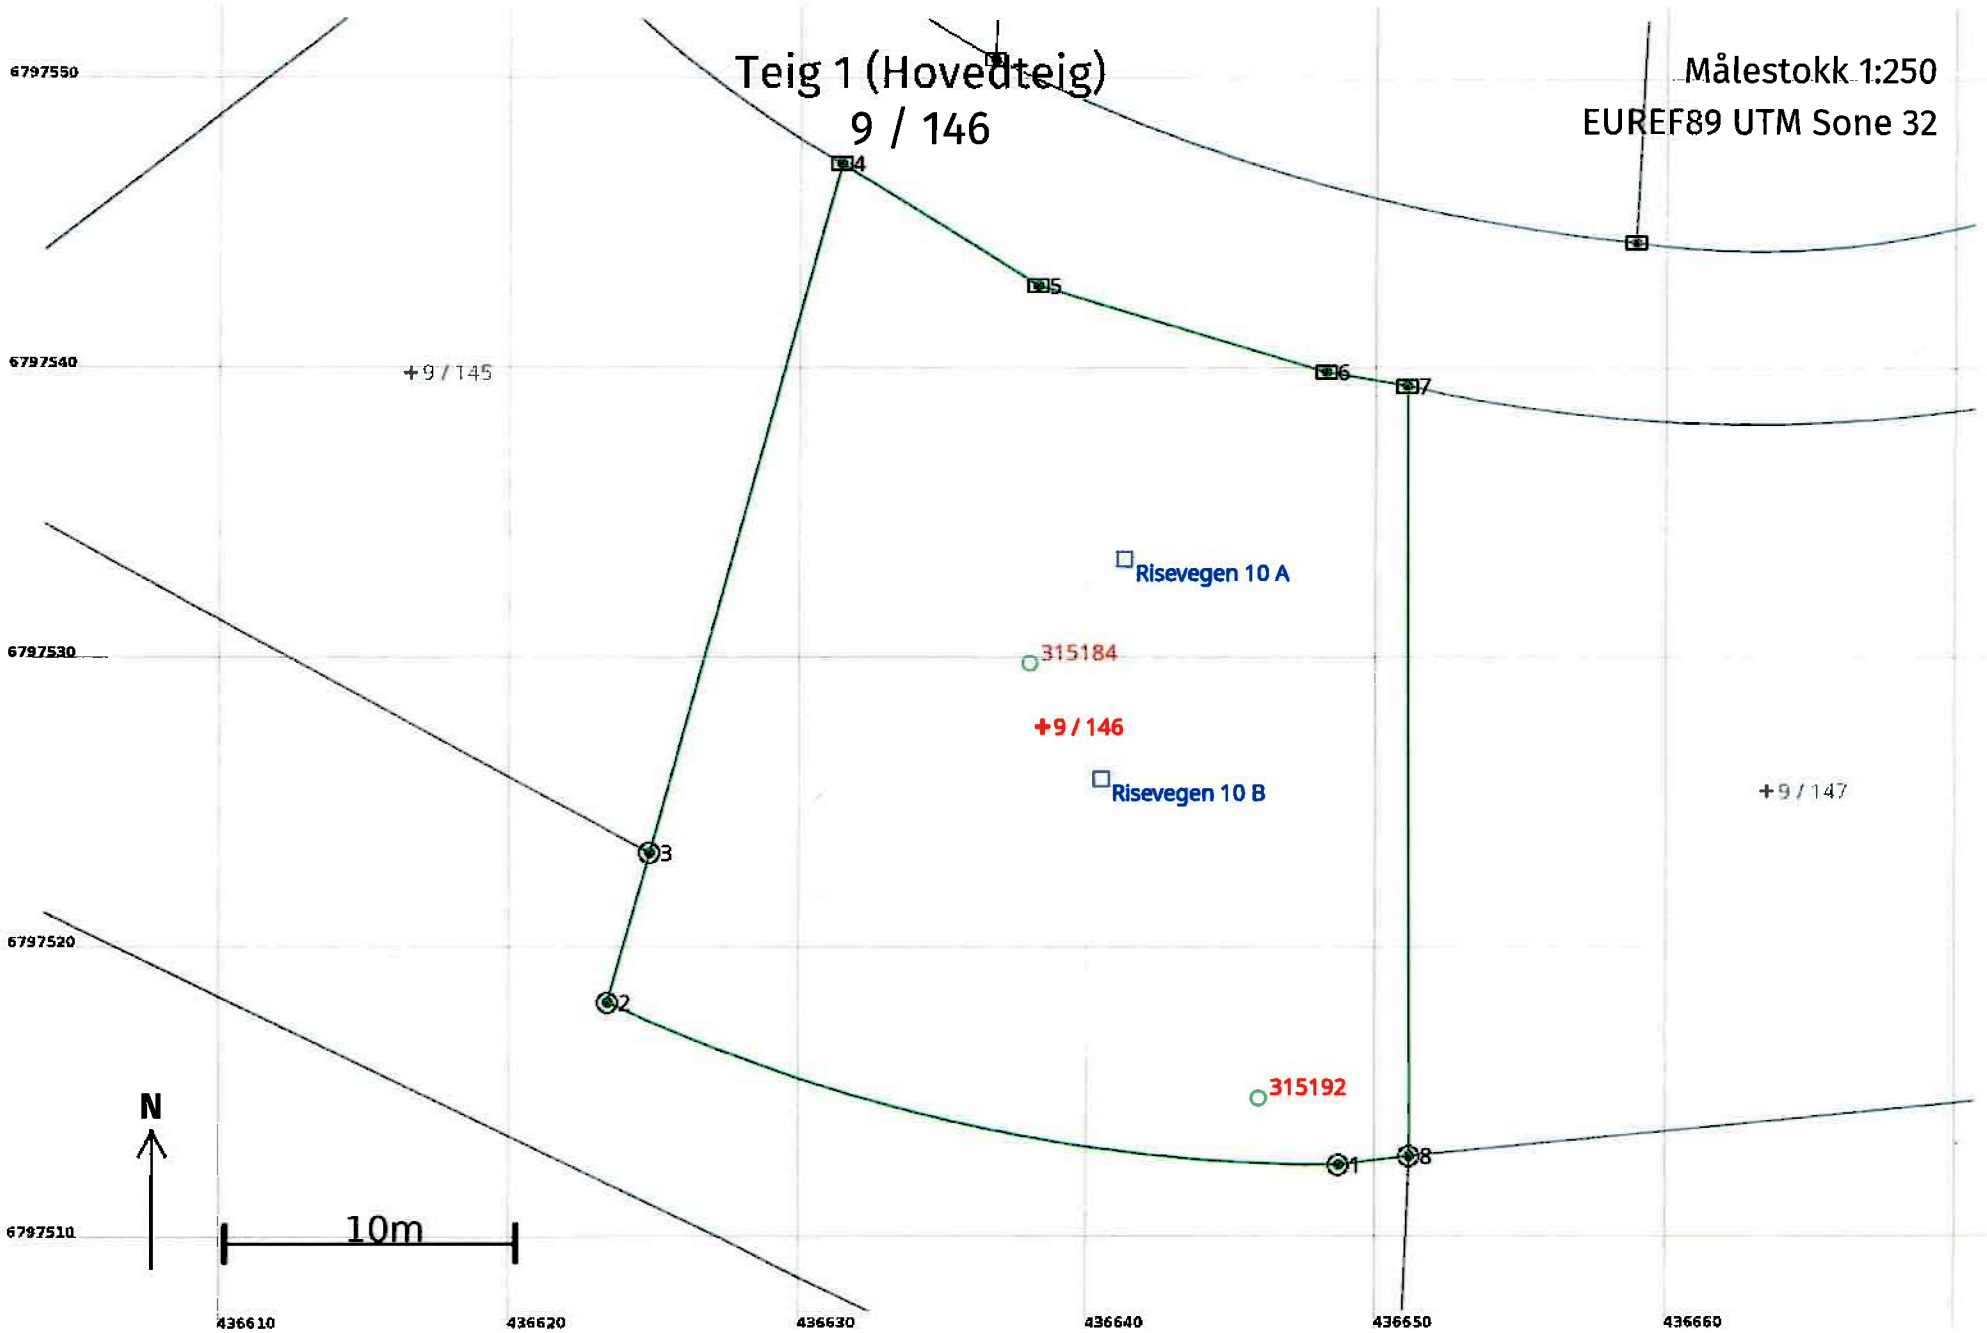 Teig 1 (Hovedteig)
9 / 146
Målestokk 1:250
EUREF89 UTM Sone 32
6797550
4
5
6797540
+9 / 145
6
7
Risevegen 10 A
6797530
315184
+9 / 146
Risevegen 10 B
+9 / 147
3
6797520
2
315192
N
1
8
6797510
10m
436610
436620
436630
436640
436650
436660